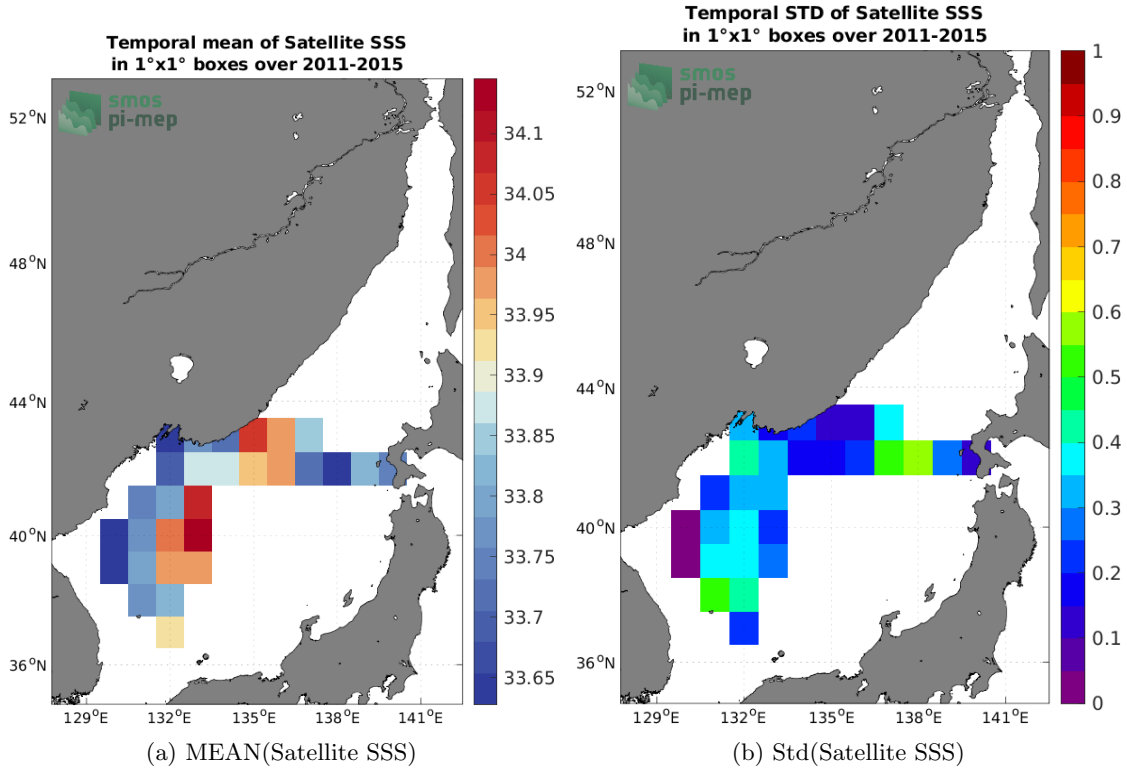 Temporal mean of Satellite SSS
in 1°x1° boxes over 2011-2015
smos
pi-mep
52°N
48°N
44°N
40°N
36°N
129°E
132°E
135°E
138°E
141°E
34.1
34.05
34
33.95
33.9
33.85
33.8
33.75
33.7
33.65
(a) MEAN(Satellite SSS)
Temporal STD of Satellite SSS
in 1°x1° boxes over 2011-2015
smos
pi-mep
52°N
48°N
44°N
40°N
36°N
129°E
132°E
135°E
138°E
141°E
1
0.9
0.8
0.7
0.6
0.5
0.4
0.3
0.2
0.1
0
(b) Std(Satellite SSS)